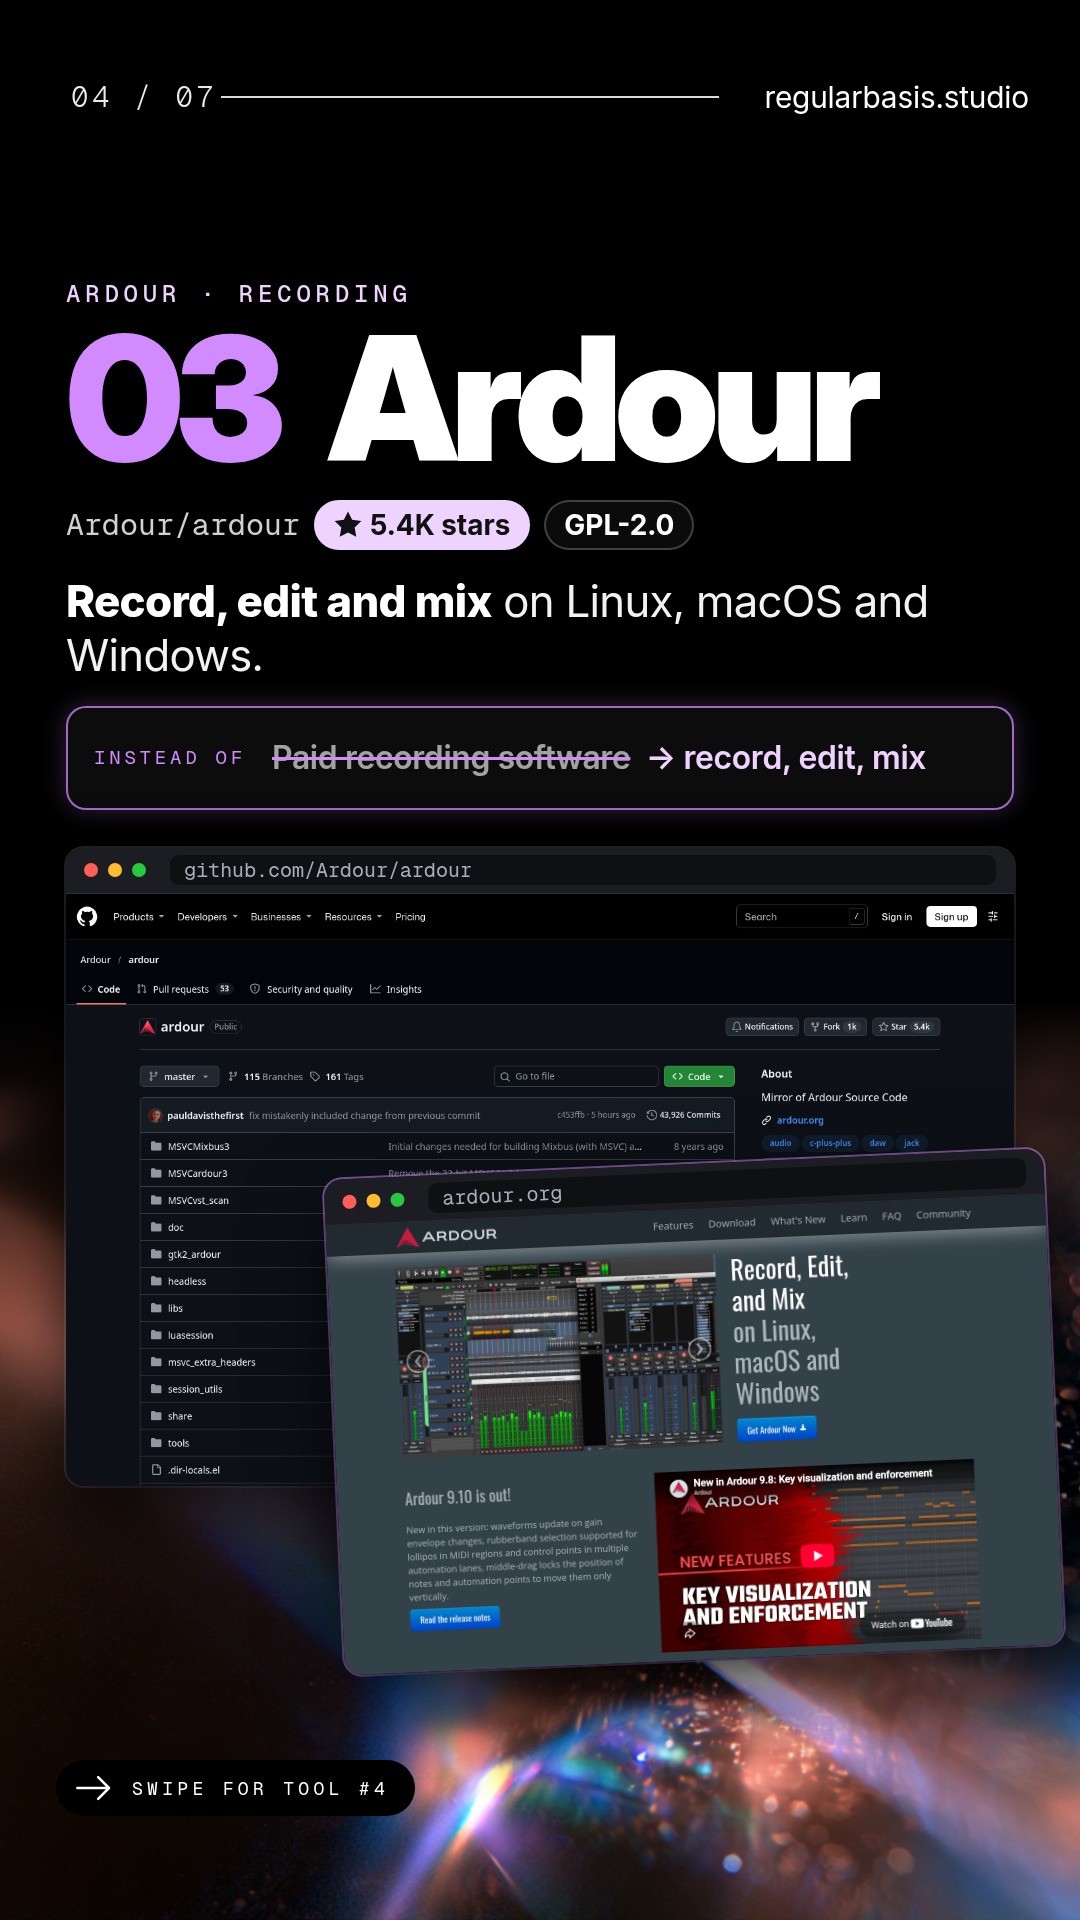 04 / 07
regularbasis.studio
ARDOUR · RECORDING
03 Ardour
Ardour/ardour ★ 5.4K stars GPL-2.0
Record, edit and mix on Linux, macOS and
Windows.
INSTEAD OF Paid recording software → record, edit, mix
github.com/Ardour/ardour
Products Developers Businesses Resources Pricing Search / Sign in Sign up
Ardour / ardour
Code Pull requests 53 Security and quality Insights
ardour Public Notifications Fork 1k Star 5.4k
master 115 Branches 161 Tags Go to file Code
About
Mirror of Ardour Source Code
ardour.org
audio c-plus-plus daw jack
pauldavisthefirst fix mistakenly included change from previous commit c453ffb · 5 hours ago 43,926 Commits
MSVCMixbus3 Initial changes needed for building Mixbus (with MSVC) a... 8 years ago
MSVCArdour3 Remove the 32-bit
MSVCvst_scan
doc
gtk2_ardour
headless
libs
luasession
msvc_extra_headers
session_utils
share
tools
.dir-locals.el
ardour.org
ARDOUR Features Download What's New Learn FAQ Community
Record, Edit,
and Mix
on Linux,
macOS and
Windows
Get Ardour Now
Ardour 9.10 is out!
New in this version: waveforms update on gain
envelope changes, rubberband selection supported for
lollipos in MIDI regions and control points in multiple
automation lanes, middle-drag locks the position of
notes and automation points to move them only
vertically.
Read the release notes
New in Ardour 9.8: Key visualization and enforcement
Ardour
ARDOUR
NEW FEATURES
KEY VISUALIZATION
AND ENFORCEMENT
Watch on YouTube
→ SWIPE FOR TOOL #4